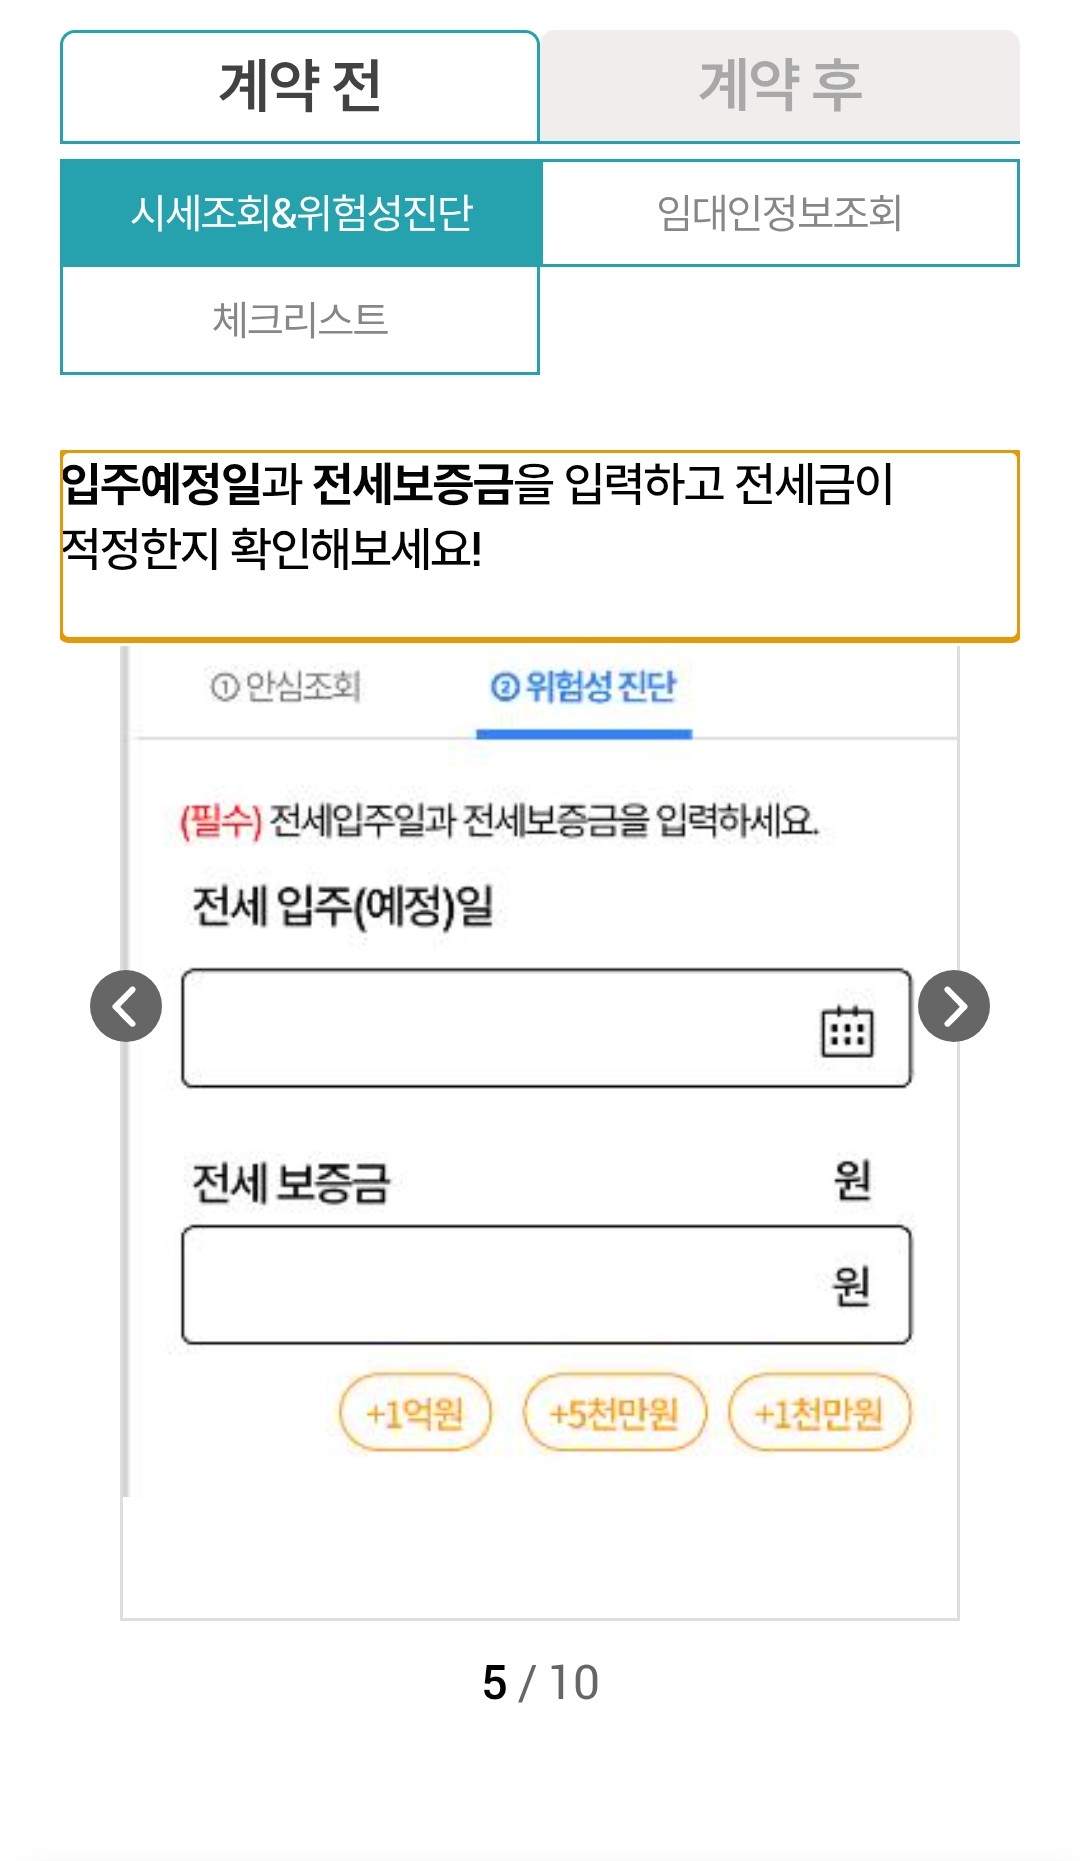 계약 전
계약 후
시세조회&위험성진단
임대인정보조회
체크리스트
입주예정일과 전세보증금을 입력하고 전세금이
적정한지 확인해보세요!
① 안심조회
② 위험성 진단
(필수) 전세입주일과 전세보증금을 입력하세요.
전세 입주(예정)일
전세 보증금
원
원
+1억원
+5천만원
+1천만원
5 / 10